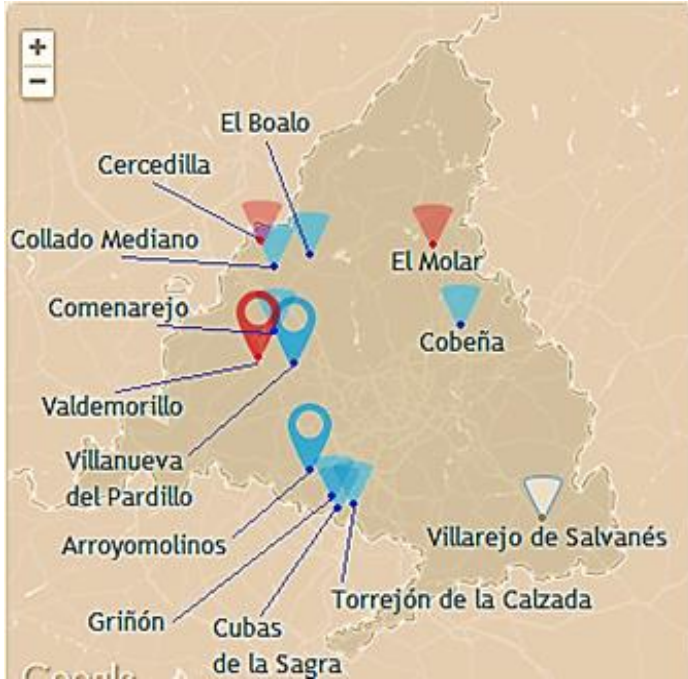 +
−
El Boalo
Cercedilla
Collado Mediano
El Molar
Comenarejo
Cobeña
Valdemorillo
Villanueva
del Pardillo
Villarejo de Salvanés
Arroyomolinos
Torrejón de la Calzada
Griñón
Cubas
de la Sagra
Google